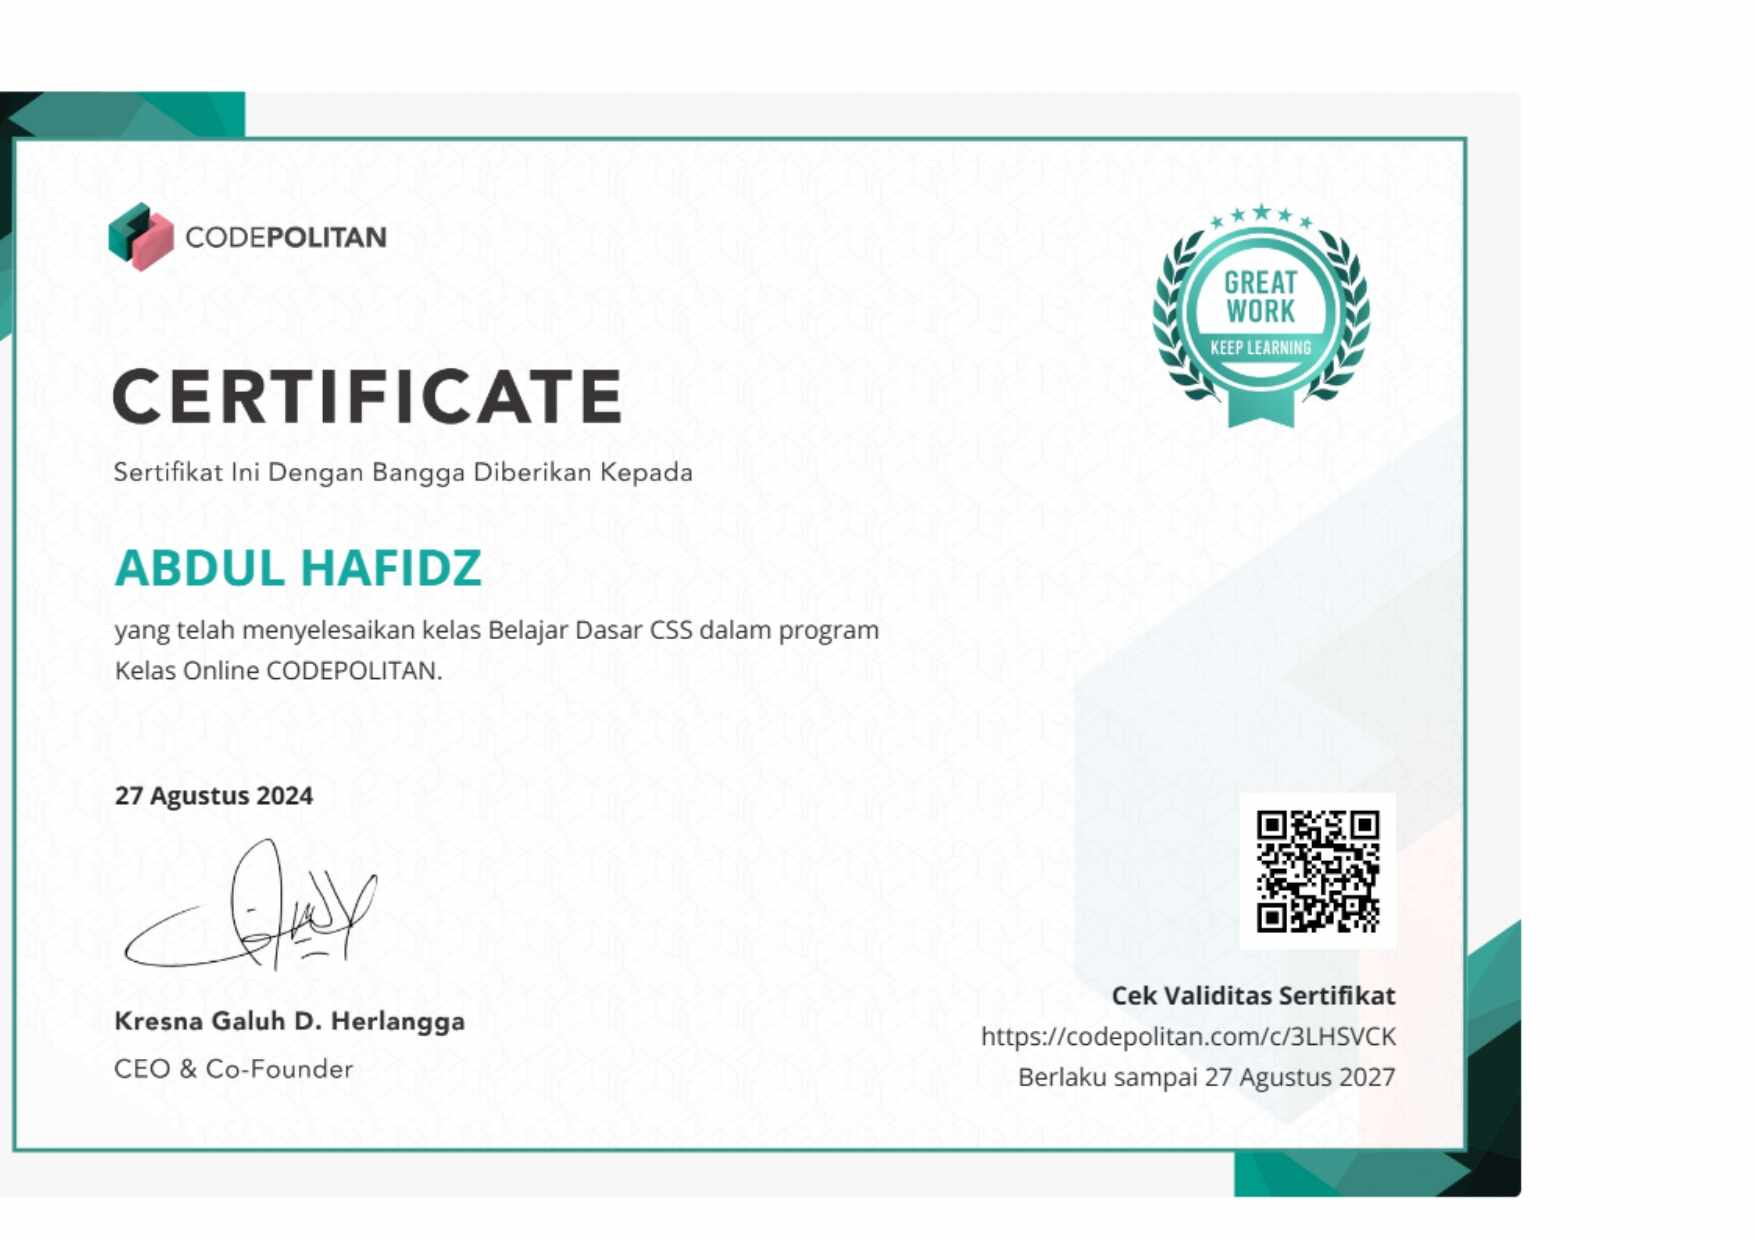 CODEPOLITAN
GREAT
WORK
KEEP LEARNING
CERTIFICATE
Sertifikat Ini Dengan Bangga Diberikan Kepada
ABDUL HAFIDZ
yang telah menyelesaikan kelas Belajar Dasar CSS dalam program
Kelas Online CODEPOLITAN.
27 Agustus 2024
Kresna Galuh D. Herlangga
CEO & Co-Founder
Cek Validitas Sertifikat
https://codepolitan.com/c/3LHSVCK
Berlaku sampai 27 Agustus 2027